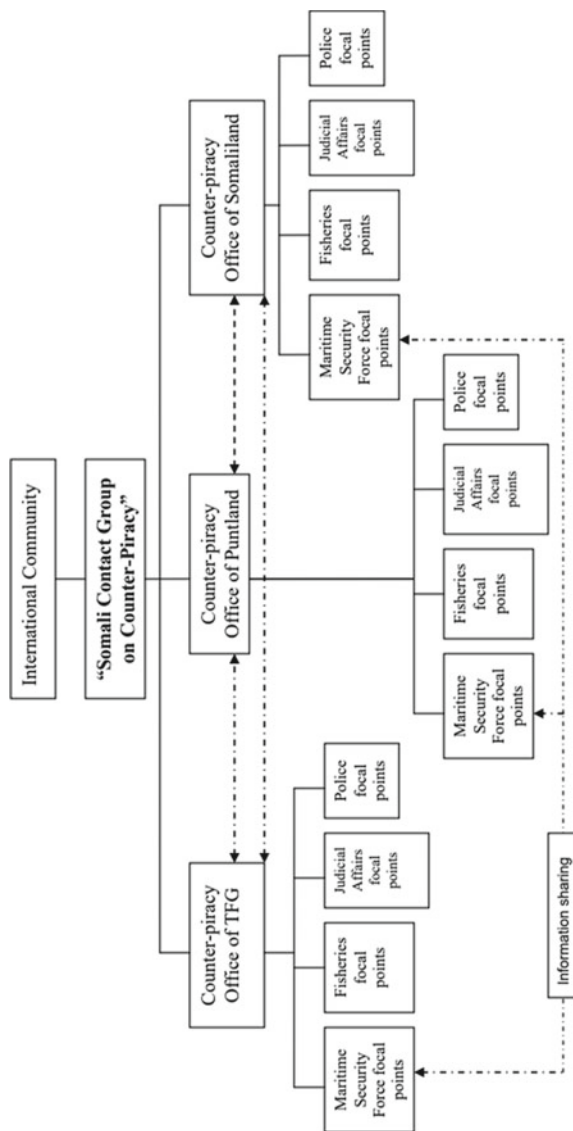 International Community
“Somali Contact Group
on Counter-Piracy”
Counter-piracy
Office of TFG
Counter-piracy
Office of Puntland
Counter-piracy
Office of Somaliland
Maritime
Security
Force focal
points
Fisheries
focal
points
Judicial
Affairs
focal
points
Police
focal
points
Maritime
Security
Force focal
points
Fisheries
focal
points
Judicial
Affairs
focal
points
Police
focal
points
Maritime
Security
Force focal
points
Fisheries
focal
points
Judicial
Affairs
focal
points
Police
focal
points
Information sharing